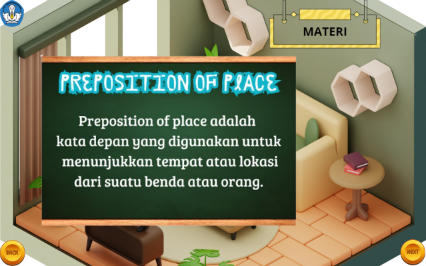 MATERI
PREPOSITION OF PLACE
Preposition of place adalah
kata depan yang digunakan untuk
menunjukkan tempat atau lokasi
dari suatu benda atau orang.
BACK
NEXT